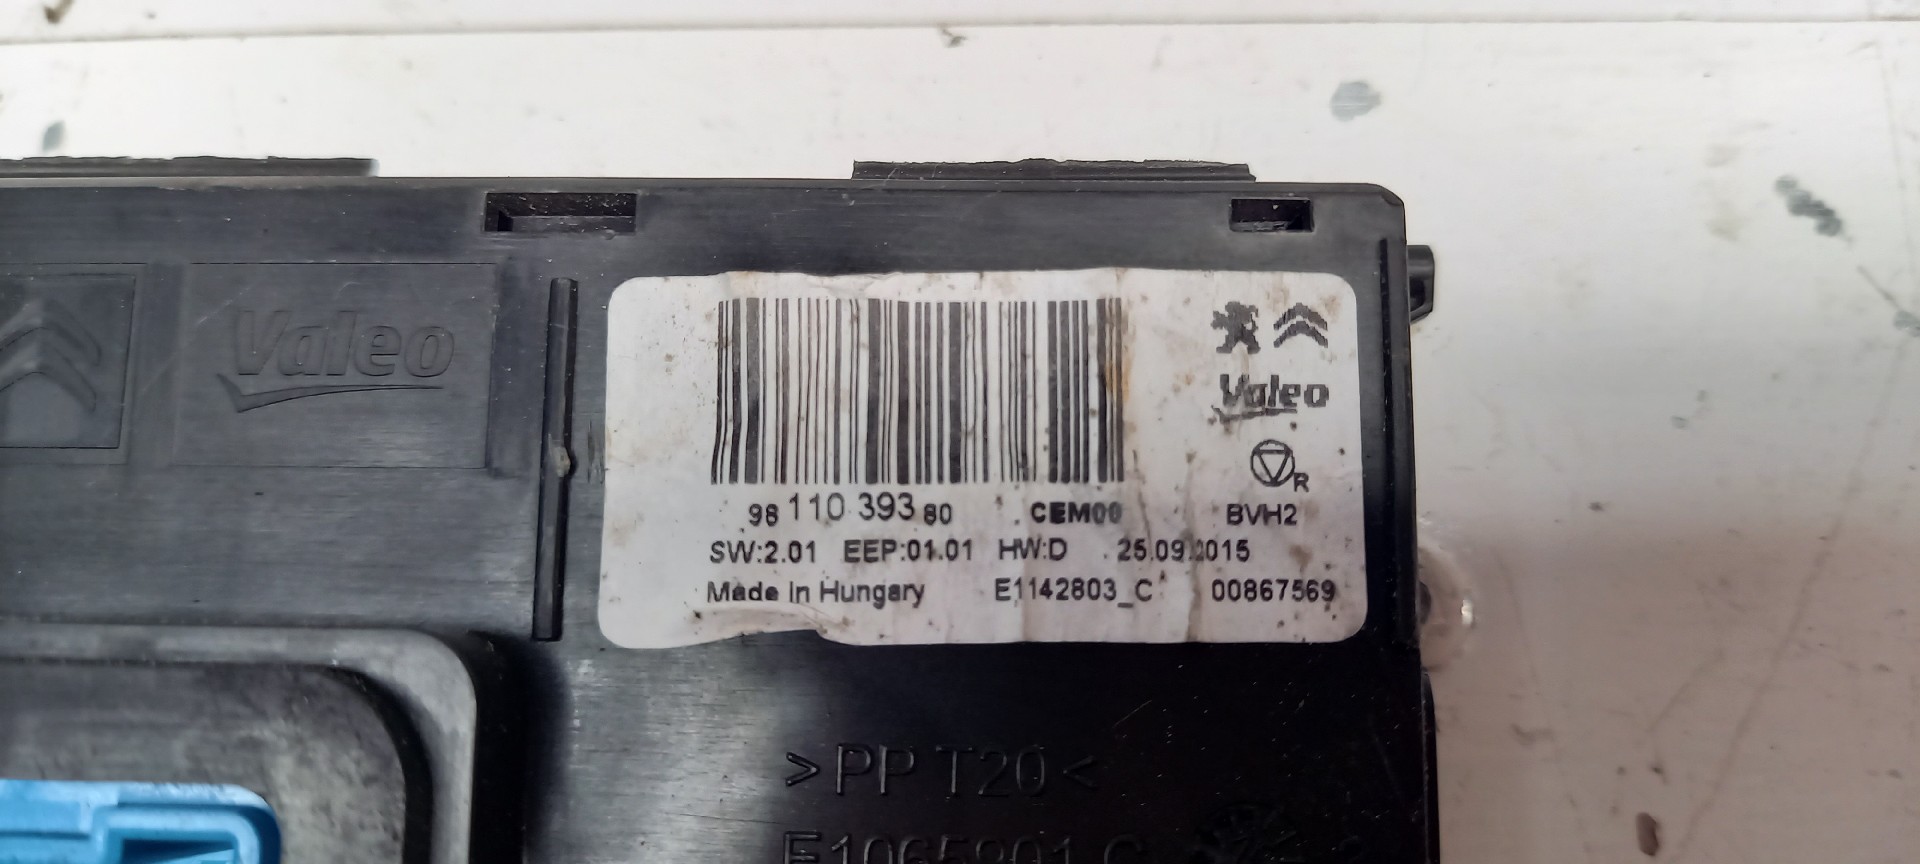 Valeo
Valeo
R
98 110 393 80 CEM00 BVH2
SW:2.01 EEP:01.01 HW:D 25.09.2015
Made In Hungary E1142803_C 00867569
>PP T20<